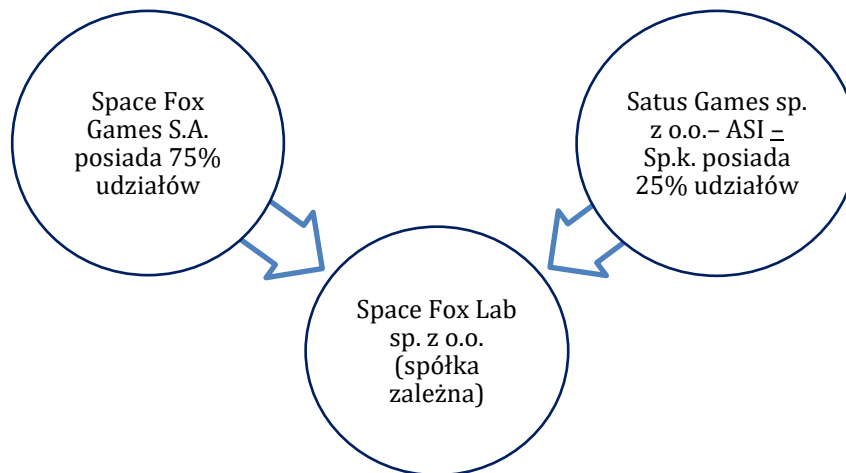 Space Fox
Games S.A.
posiada 75%
udziałów
Satus Games sp.
z o.o.– ASI –
Sp.k. posiada
25% udziałów
Space Fox Lab
sp. z o.o.
(spółka
zależna)